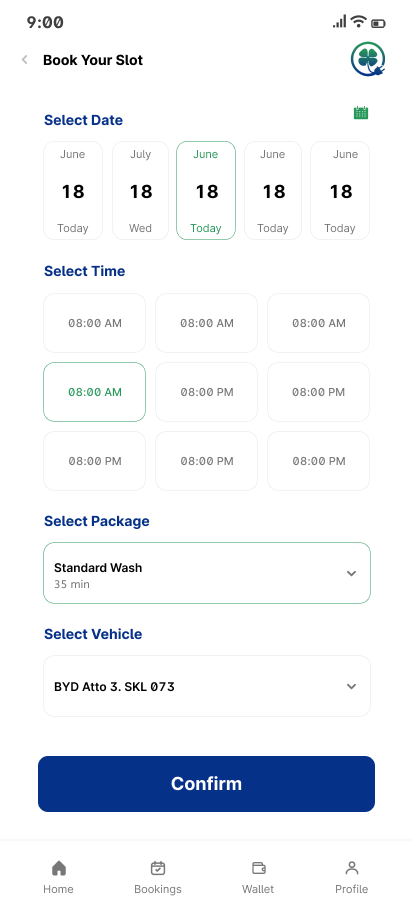 9:00
Book Your Slot
Select Date
June July June June June
18 18 18 18 18
Today Wed Today Today Today
Select Time
08:00 AM 08:00 AM 08:00 AM
08:00 AM 08:00 PM 08:00 PM
08:00 PM 08:00 PM 08:00 PM
Select Package
Standard Wash
35 min
Select Vehicle
BYD Atto 3. SKL 073
Confirm
Home Bookings Wallet Profile